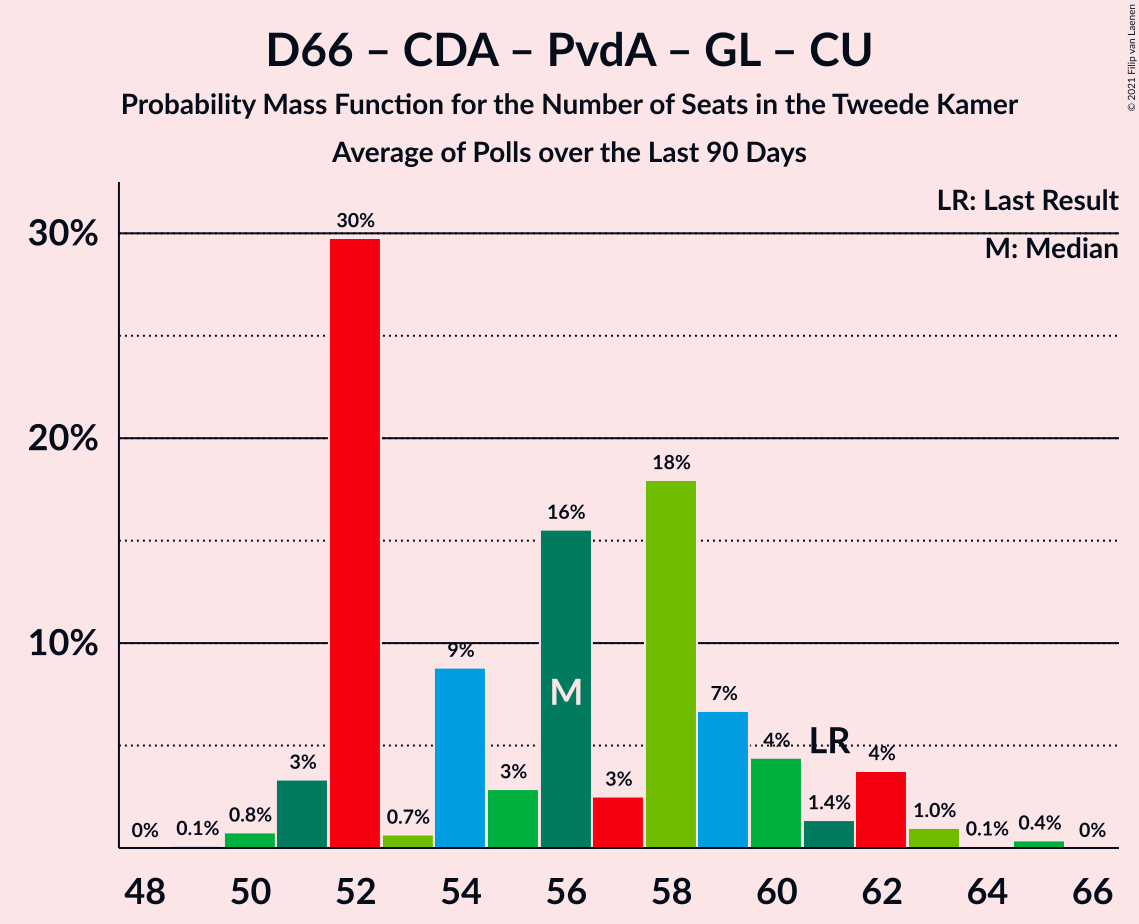 D66 – CDA – PvdA – GL – CU
Probability Mass Function for the Number of Seats in the Tweede Kamer
Average of Polls over the Last 90 Days
© 2021 Filip van Laenen
LR: Last Result
M: Median
30%
20%
10%
0%
0.1%
0.8%
3%
30%
0.7%
9%
3%
16%
3%
18%
7%
4%
1.4%
4%
1.0%
0.1%
0.4%
0%
M
LR
48 50 52 54 56 58 60 62 64 66